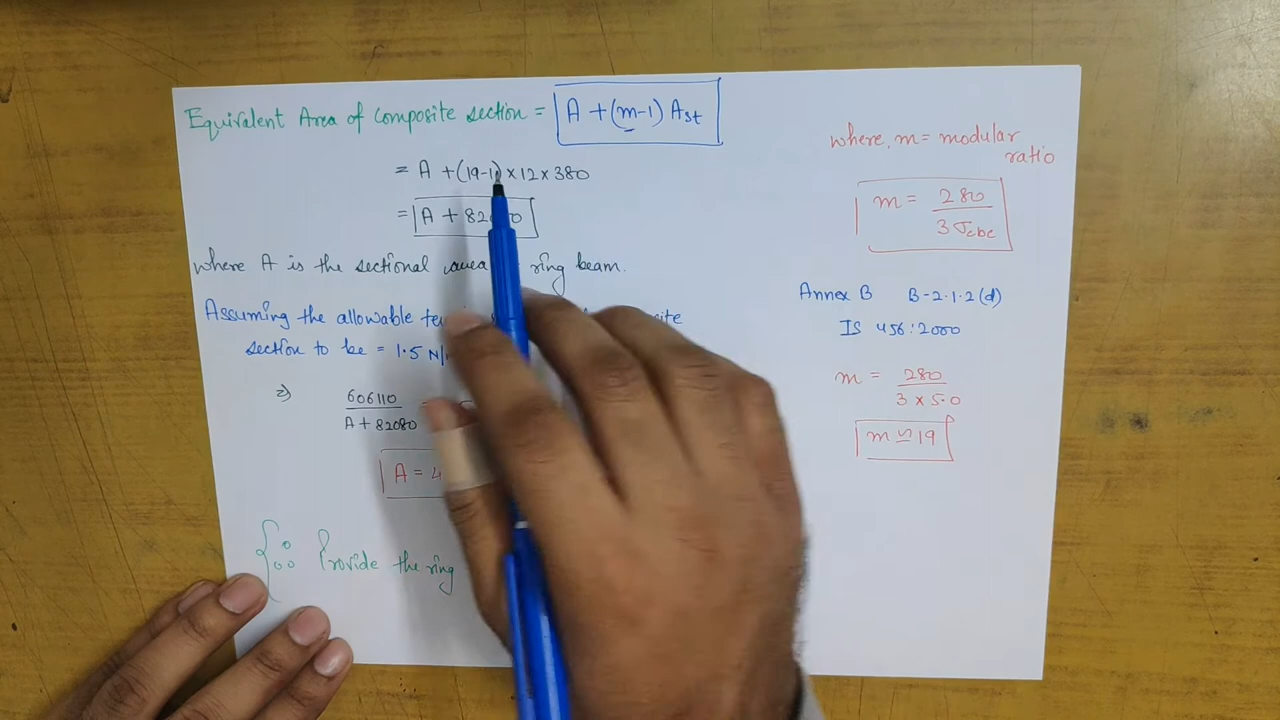 Equivalent Area of composite section = A + (m-1) Ast
= A + (19-1) × 12 × 380
= A + 82
where A is the sectional area ring beam.
Assuming the allowable
section to be = 1.5 N/
⇒ 606110 / A + 82080 =
A = 4
Provide the ring
where, m = modular
ratio
m = 280 / 3 σcbc
Annex B B-2.1.2(d)
IS 456:2000
m = 280 / 3 × 5.0
m ≃ 19